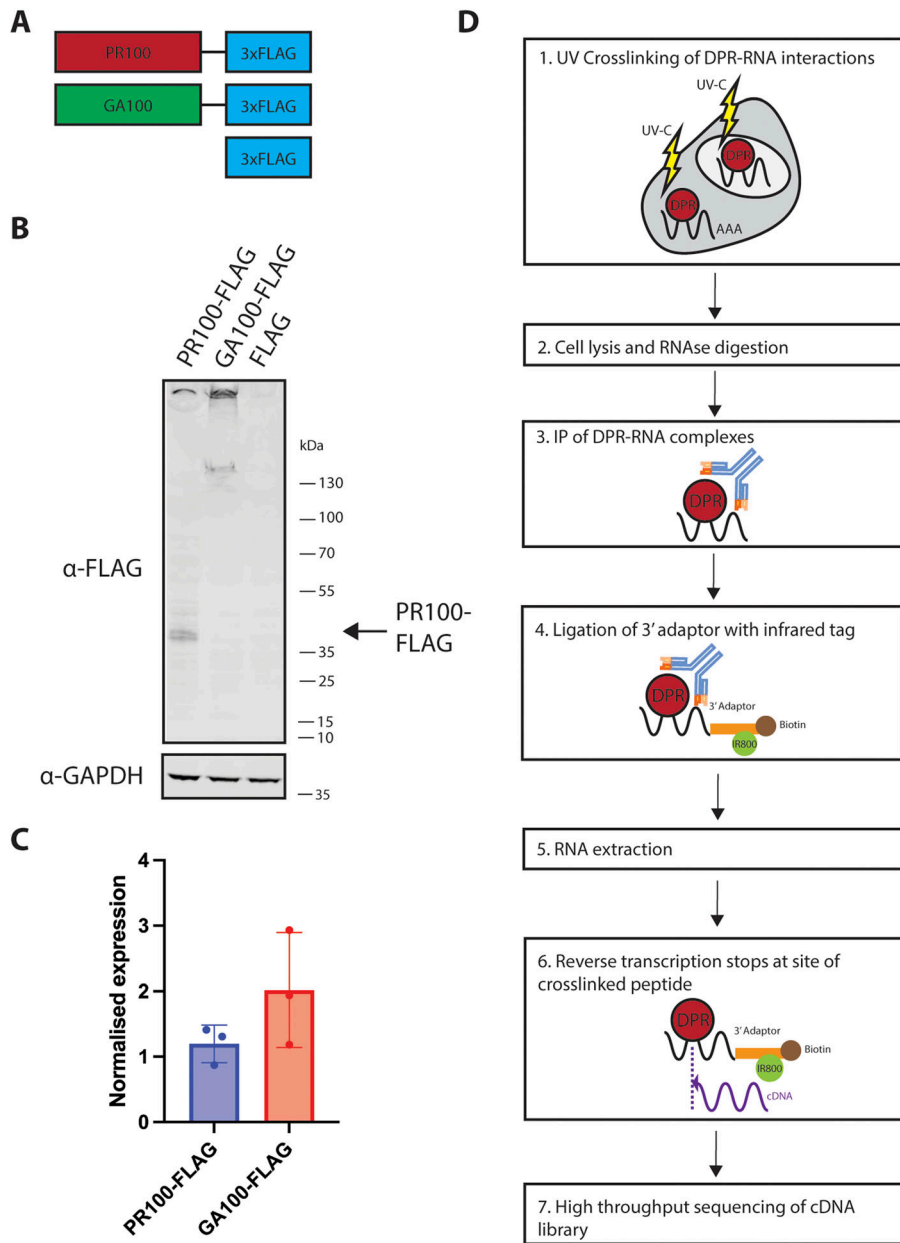 A
PR100
3xFLAG
GA100
3xFLAG
3xFLAG
B
PR100-FLAG
GA100-FLAG
FLAG
kDa
130
100
70
55
35
25
15
10
α-FLAG
PR100-
FLAG
α-GAPDH
35
C
Normalised expression
4
3
2
1
0
PR100-FLAG
GA100-FLAG
D
1. UV Crosslinking of DPR-RNA interactions
UV-C
UV-C
DPR
DPR
AAA
2. Cell lysis and RNAse digestion
3. IP of DPR-RNA complexes
DPR
4. Ligation of 3’ adaptor with infrared tag
DPR
3’ Adaptor
Biotin
IR800
5. RNA extraction
6. Reverse transcription stops at site of
crosslinked peptide
DPR
3’ Adaptor
Biotin
IR800
cDNA
7. High throughput sequencing of cDNA
library